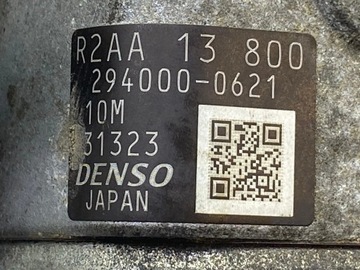 R2AA 13 800
294000-0621
10M
31323
DENSO
JAPAN